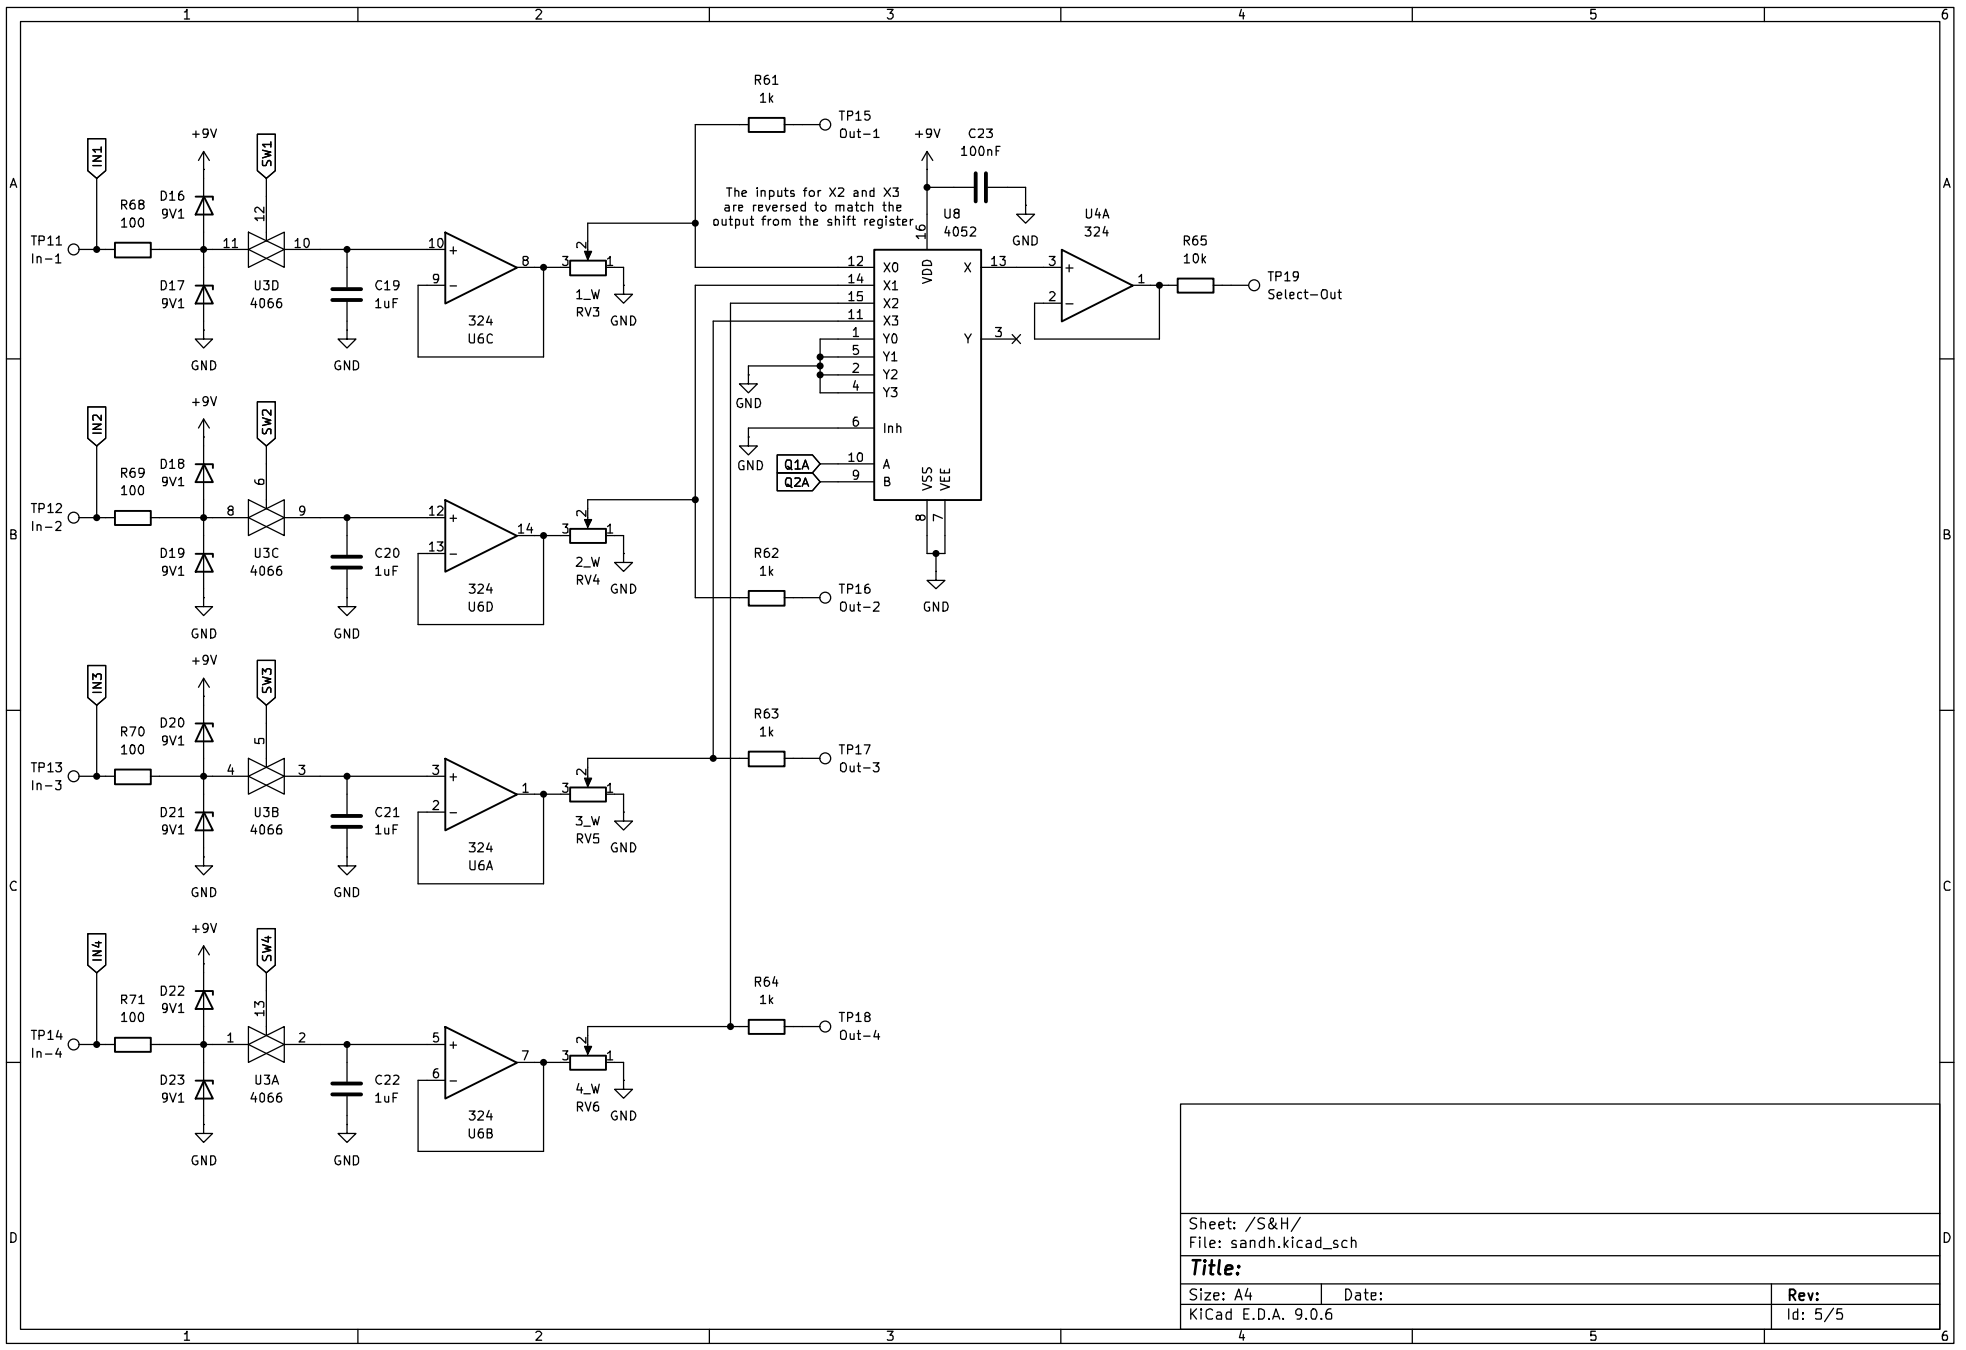 1 2 3 4 5 6
R61
1k
TP15
Out-1
+9V
+9V
C23
100nF
IN1
SW1
A
A
The inputs for X2 and X3
are reversed to match the
output from the shift register
R68
100
D16
9V1
12
U8
4052
16
GND
U4A
324
TP11
In-1
11
10
10
+
9
-
8
3
2
1
12 X0
14 X1
15 X2
11 X3
1 Y0
5 Y1
2 Y2
4 Y3
6 Inh
Q1A 10 A
Q2A 9 B
VDD
X 13
Y 3
VSS
VEE
8
7
GND
GND
GND
3
+
2
-
1
R65
10k
TP19
Select-Out
D17
9V1
U3D
4066
C19
1uF
324
U6C
1_W
RV3
GND
GND
GND
+9V
IN2
SW2
R69
100
D18
9V1
6
TP12
In-2
8
9
12
+
13
-
14
3
2
1
B
B
D19
9V1
U3C
4066
C20
1uF
324
U6D
2_W
RV4
GND
R62
1k
TP16
Out-2
GND
GND
+9V
IN3
SW3
R70
100
D20
9V1
5
TP13
In-3
4
3
3
+
2
-
1
3
2
1
R63
1k
TP17
Out-3
D21
9V1
U3B
4066
C21
1uF
324
U6A
3_W
RV5
GND
GND
GND
C
C
+9V
IN4
SW4
R71
100
D22
9V1
13
TP14
In-4
1
2
5
+
6
-
7
3
2
1
R64
1k
TP18
Out-4
D23
9V1
U3A
4066
C22
1uF
324
U6B
4_W
RV6
GND
GND
GND
D
D
Sheet: /S&H/
File: sandh.kicad_sch
Title:
Size: A4 Date: Rev:
KiCad E.D.A. 9.0.6 Id: 5/5
1 2 3 4 5 6